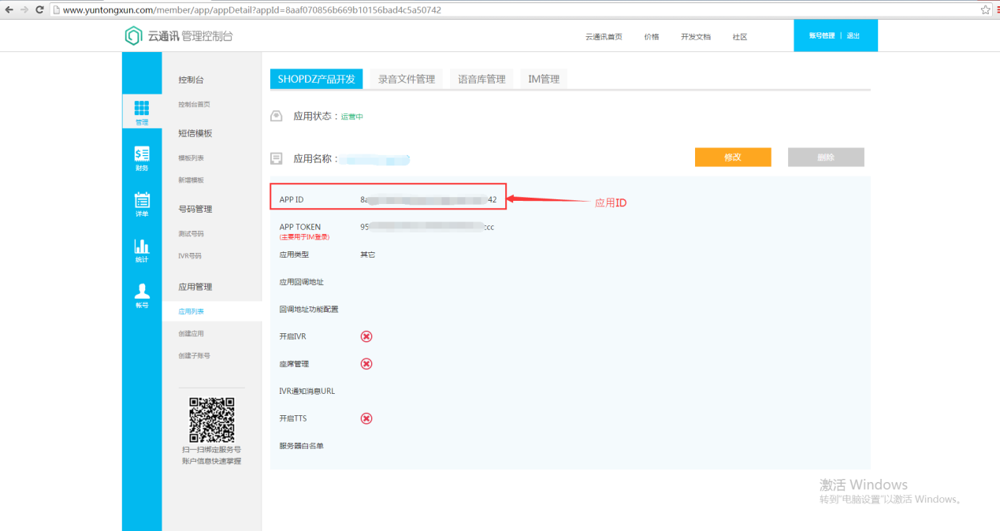 www.yuntongxun.com/member/app/appDetail?appId=8aaf070856b669b10156bad4c5a50742
云通讯 管理控制台
云通讯首页 价格 开发文档 社区
账号管理 | 退出
管理
财务
详单
统计
帐号
控制台
控制台首页
短信模板
模板列表
新增模板
号码管理
测试号码
IVR号码
应用管理
应用列表
创建应用
创建子账号
扫一扫绑定服务号
账户信息快速掌握
SHOPDZ产品开发 录音文件管理 语音库管理 IM管理
应用状态：运营中
应用名称：
修改 删除
APP ID 8a 42
应用ID
APP TOKEN 95 ccc
(主要用于IM登录)
应用类型 其它
应用回调地址
回调地址功能配置
开启IVR
座席管理
IVR通知消息URL
开启TTS
服务器白名单
激活 Windows
转到"电脑设置"以激活 Windows。